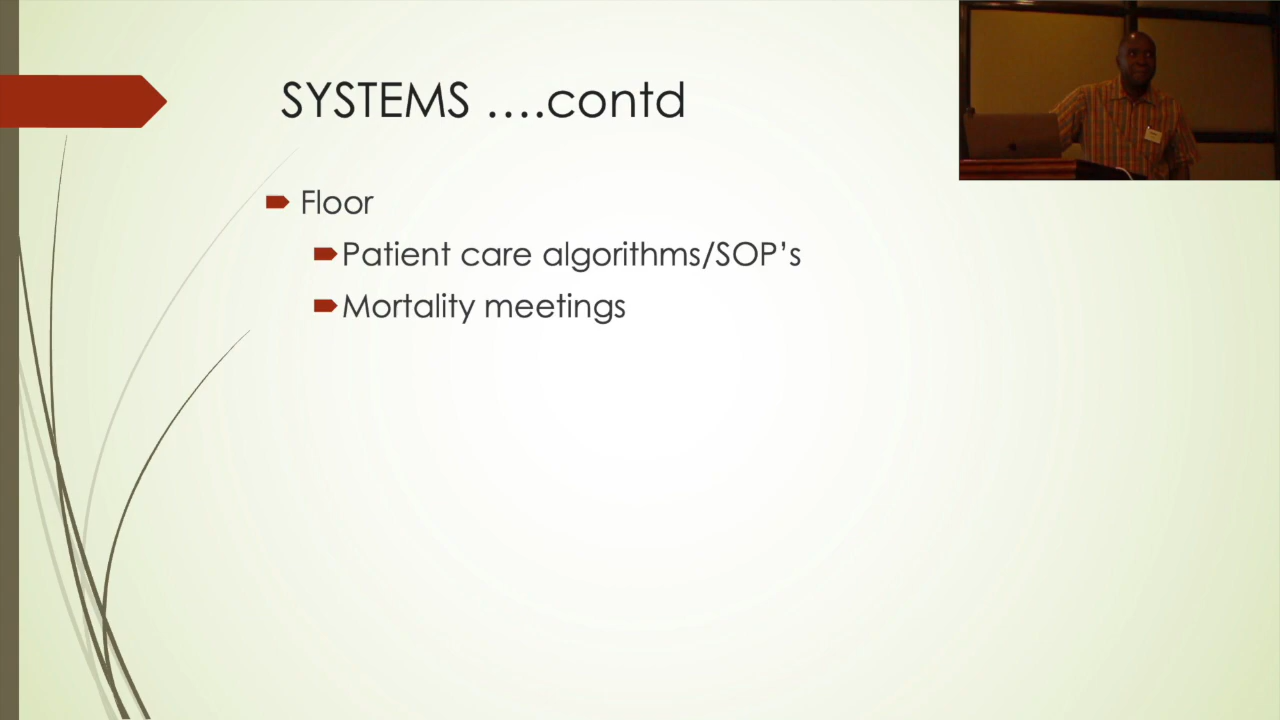 SYSTEMS ....contd
Floor
Patient care algorithms/SOP's
Mortality meetings